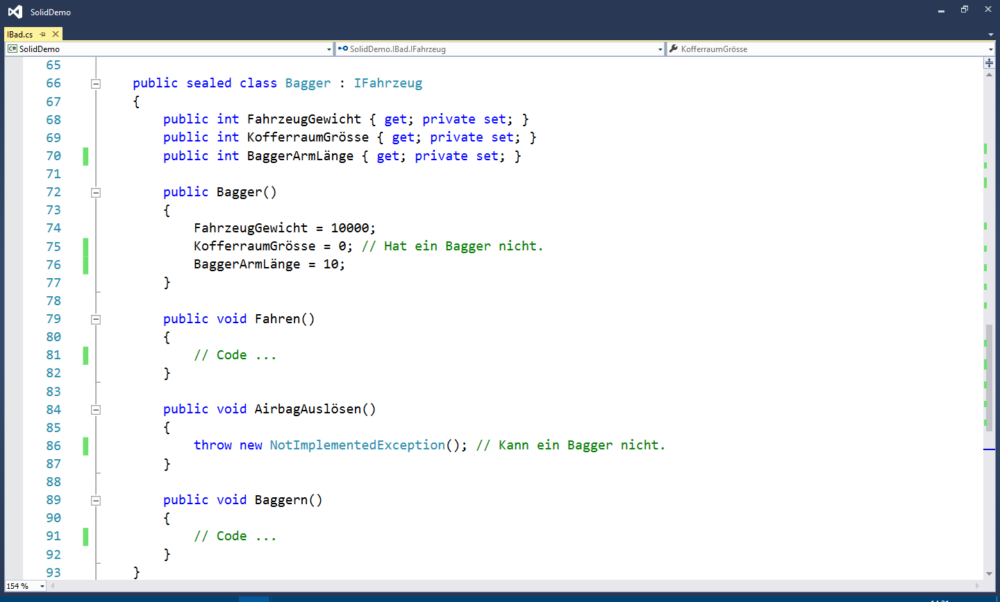 SolidDemo
IBad.cs
C# SolidDemo SolidDemo.IBad.IFahrzeug KofferraumGrösse
65
66 public sealed class Bagger : IFahrzeug
67 {
68 public int FahrzeugGewicht { get; private set; }
69 public int KofferraumGrösse { get; private set; }
70 public int BaggerArmLänge { get; private set; }
71
72 public Bagger()
73 {
74 FahrzeugGewicht = 10000;
75 KofferraumGrösse = 0; // Hat ein Bagger nicht.
76 BaggerArmLänge = 10;
77 }
78
79 public void Fahren()
80 {
81 // Code ...
82 }
83
84 public void AirbagAuslösen()
85 {
86 throw new NotImplementedException(); // Kann ein Bagger nicht.
87 }
88
89 public void Baggern()
90 {
91 // Code ...
92 }
93 }
154 %